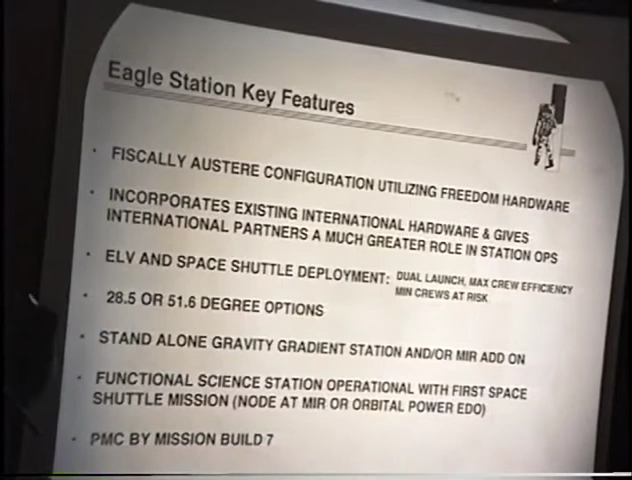 Eagle Station Key Features
• FISCALLY AUSTERE CONFIGURATION UTILIZING FREEDOM HARDWARE
• INCORPORATES EXISTING INTERNATIONAL HARDWARE & GIVES
INTERNATIONAL PARTNERS A MUCH GREATER ROLE IN STATION OPS
• ELV AND SPACE SHUTTLE DEPLOYMENT: DUAL LAUNCH, MAX CREW EFFICIENCY
MIN CREWS AT RISK
• 28.5 OR 51.6 DEGREE OPTIONS
• STAND ALONE GRAVITY GRADIENT STATION AND/OR MIR ADD ON
• FUNCTIONAL SCIENCE STATION OPERATIONAL WITH FIRST SPACE
SHUTTLE MISSION (NODE AT MIR OR ORBITAL POWER EDO)
• PMC BY MISSION BUILD 7